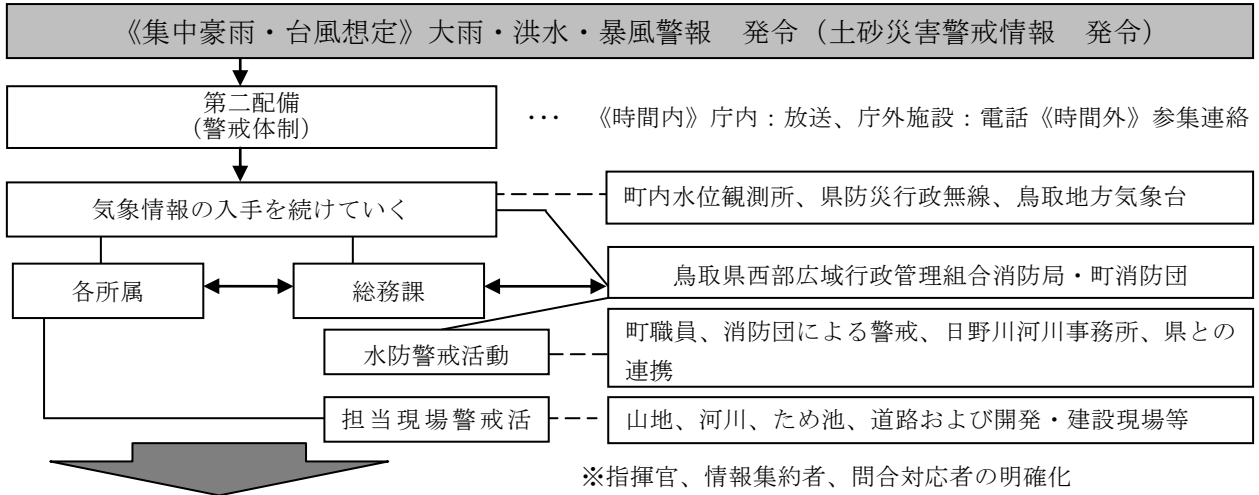 《集中豪雨・台風想定》大雨・洪水・暴風警報　発令（土砂災害警戒情報　発令）
第二配備
（警戒体制）
…　《時間内》庁内：放送、庁外施設：電話《時間外》参集連絡
気象情報の入手を続けていく
町内水位観測所、県防災行政無線、鳥取地方気象台
各所属
総務課
鳥取県西部広域行政管理組合消防局・町消防団
水防警戒活動
町職員、消防団による警戒、日野川河川事務所、県との
連携
担当現場警戒活
山地、河川、ため池、道路および開発・建設現場等
※指揮官、情報集約者、問合対応者の明確化